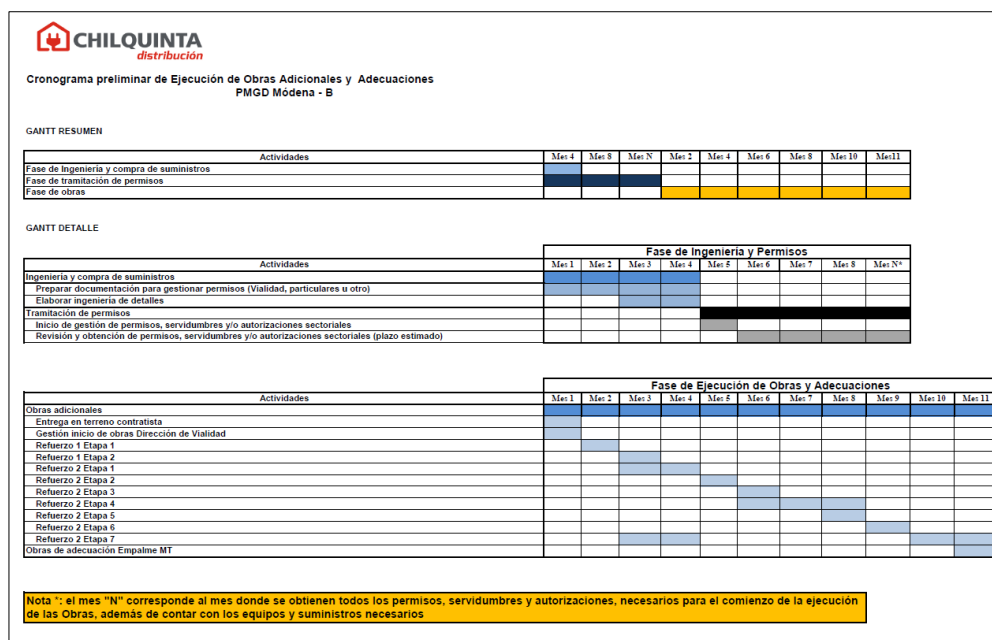 CHILQUINTA
distribución
Cronograma preliminar de Ejecución de Obras Adicionales y Adecuaciones
PMGD Módena - B
GANTT RESUMEN
Actividades Mes 4 Mes 8 Mes N Mes 2 Mes 4 Mes 6 Mes 8 Mes 10 Mes11
Fase de Ingeniería y compra de suministros
Fase de tramitación de permisos
Fase de obras
GANTT DETALLE
Fase de Ingeniería y Permisos
Actividades Mes 1 Mes 2 Mes 3 Mes 4 Mes 5 Mes 6 Mes 7 Mes 8 Mes N*
Ingeniería y compra de suministros
Preparar documentación para gestionar permisos (Vialidad, particulares u otro)
Elaborar ingeniería de detalles
Tramitación de permisos
Inicio de gestión de permisos, servidumbres y/o autorizaciones sectoriales
Revisión y obtención de permisos, servidumbres y/o autorizaciones sectoriales (plazo estimado)
Fase de Ejecución de Obras y Adecuaciones
Actividades Mes 1 Mes 2 Mes 3 Mes 4 Mes 5 Mes 6 Mes 7 Mes 8 Mes 9 Mes 10 Mes 11
Obras adicionales
Entrega en terreno contratista
Gestión inicio de obras Dirección de Vialidad
Refuerzo 1 Etapa 1
Refuerzo 1 Etapa 2
Refuerzo 2 Etapa 1
Refuerzo 2 Etapa 2
Refuerzo 2 Etapa 3
Refuerzo 2 Etapa 4
Refuerzo 2 Etapa 5
Refuerzo 2 Etapa 6
Refuerzo 2 Etapa 7
Obras de adecuación Empalme MT
Nota *: el mes "N" corresponde al mes donde se obtienen todos los permisos, servidumbres y autorizaciones, necesarios para el comienzo de la ejecución
de las Obras, además de contar con los equipos y suministros necesarios